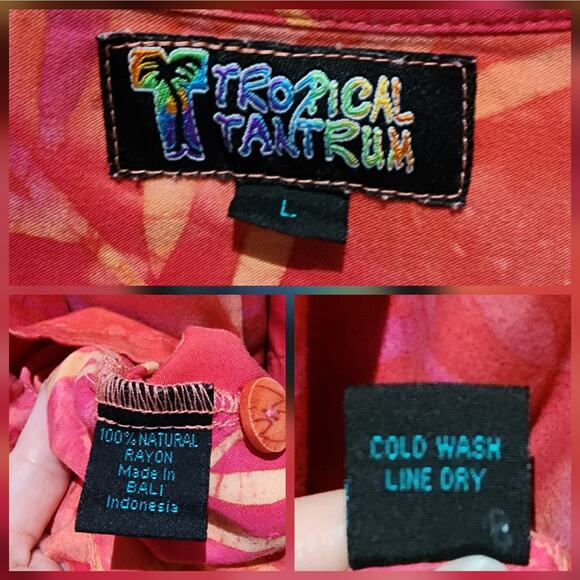 TROPICAL
TANTRUM
L
100% NATURAL
RAYON
Made In
BALI
Indonesia
COLD WASH
LINE DRY